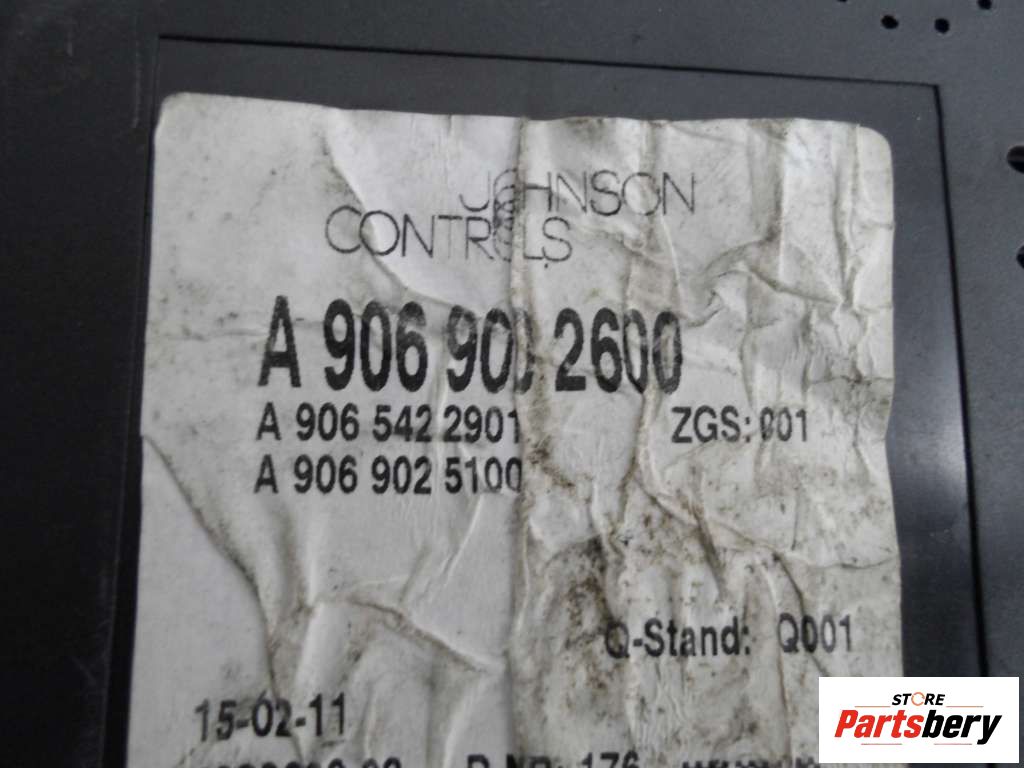 JOHNSON
CONTROLS
A 906 900 2600
A 906 542 2901 ZGS: 001
A 906 902 5100
Q-Stand: Q001
15-02-11
176
STORE
Partsbery